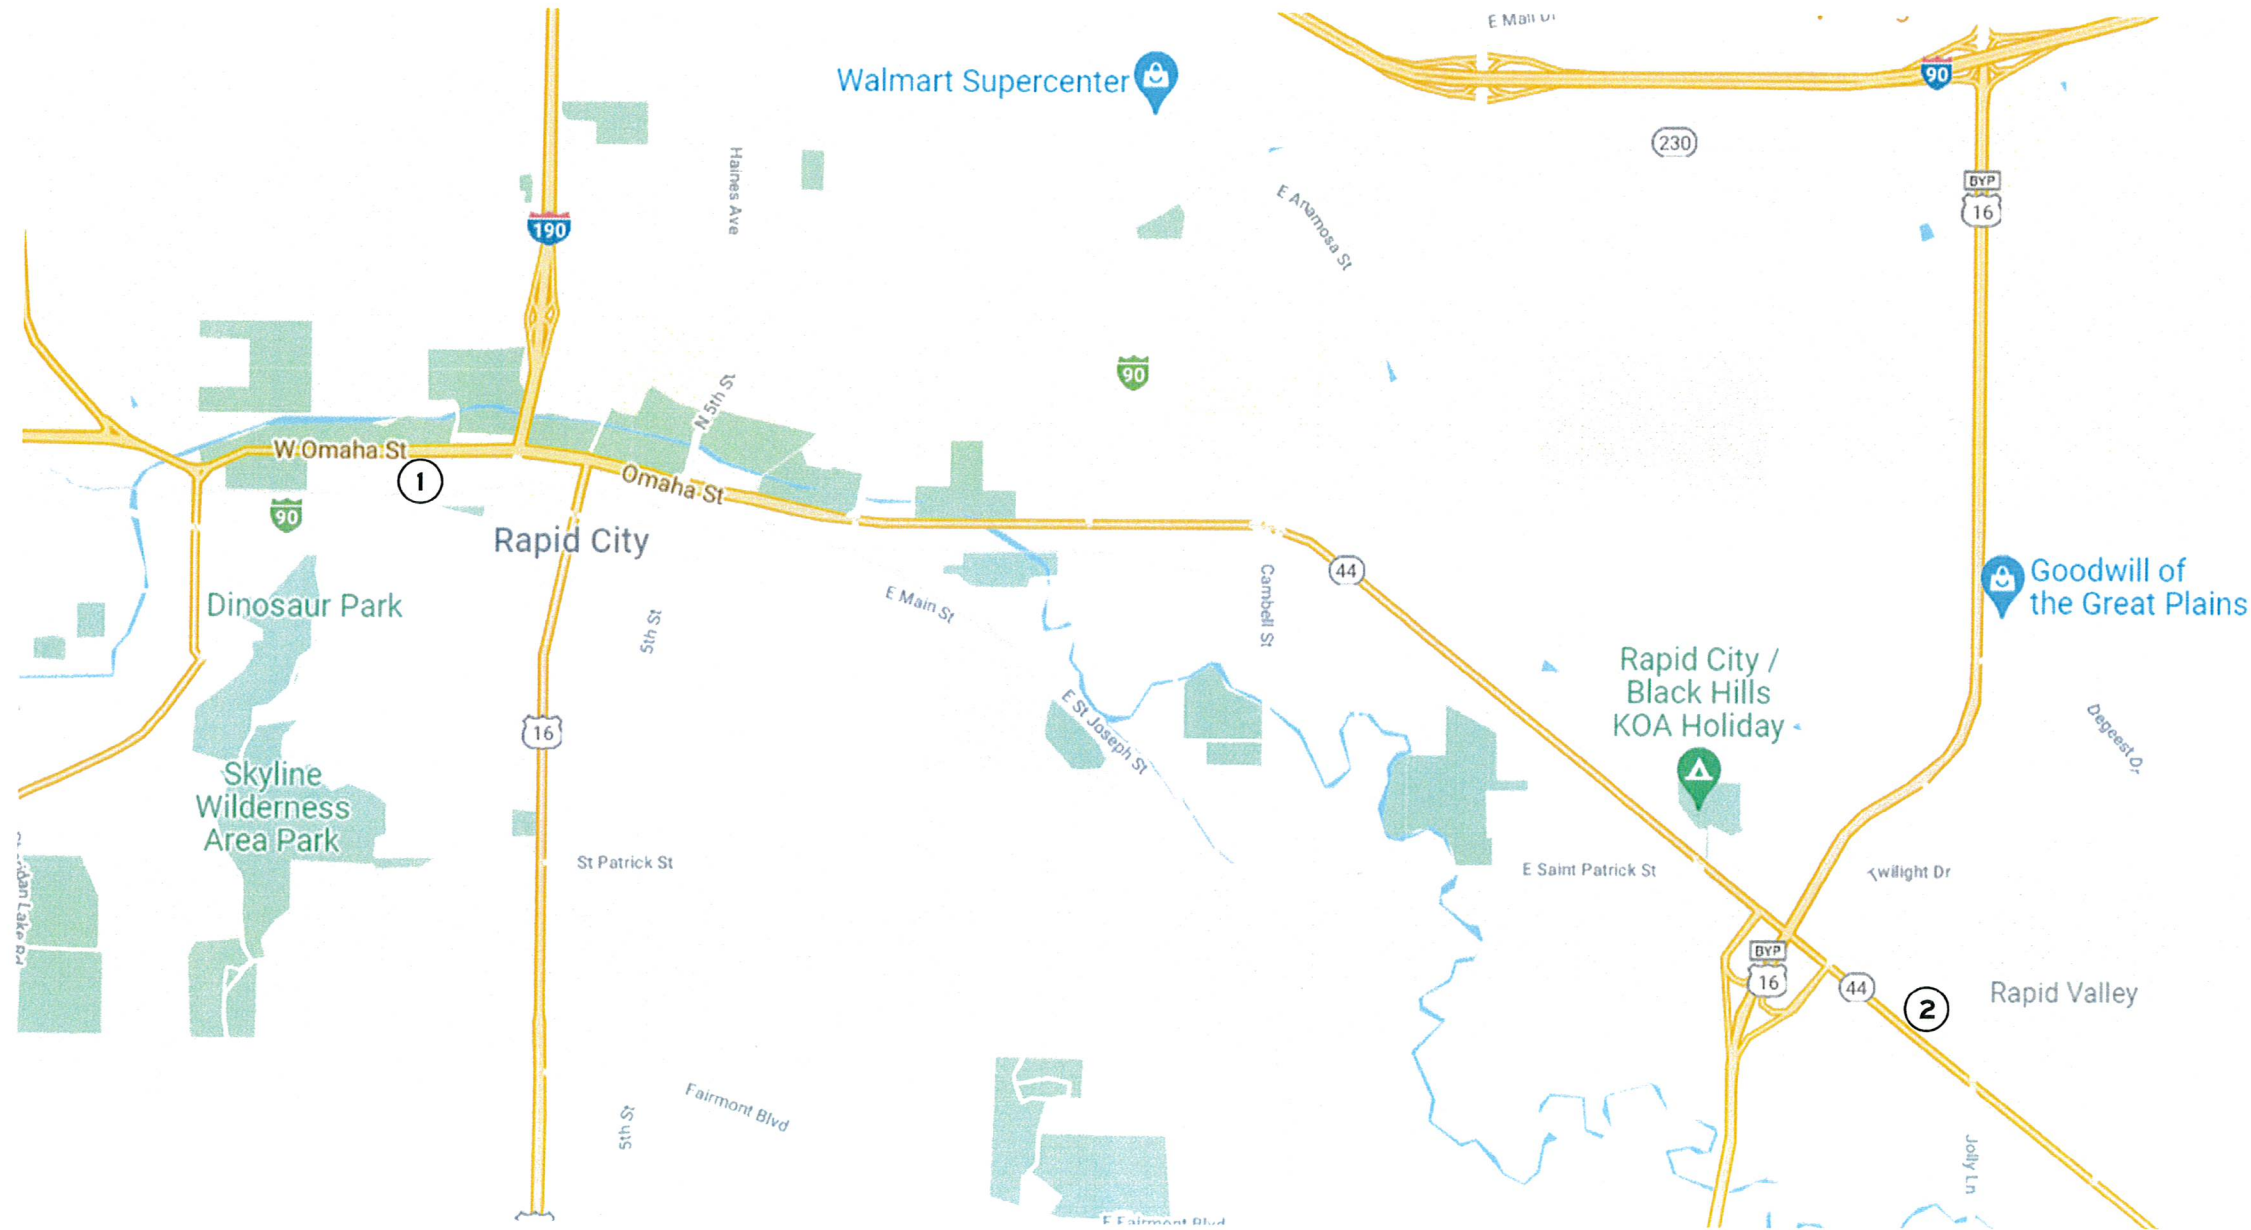 E Mall Dr
Walmart Supercenter
90
230
Haines Ave
BYP
16
E Anamosa St
190
90
N 5th St
W Omaha St
1
Omaha St
90
Rapid City
44
Goodwill of
the Great Plains
Dinosaur Park
E Main St
Cambell St
5th St
Rapid City /
Black Hills
KOA Holiday
E St Joseph St
16
Degeest Dr
Skyline
Wilderness
Area Park
St Patrick St
E Saint Patrick St
Twilight Dr
Sheridan Lake Rd
BYP
16
44
2
Rapid Valley
Fairmont Blvd
5th St
Jolly Ln
E Fairmont Blvd